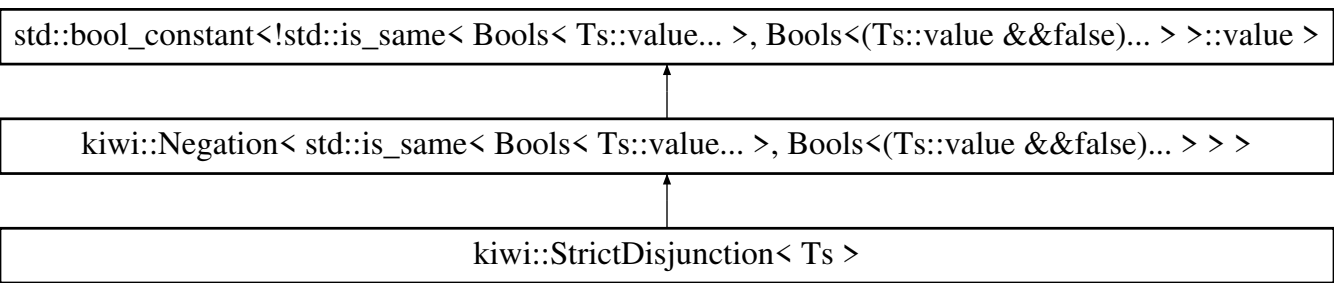 std::bool_constant<!std::is_same< Bools< Ts::value... >, Bools<(Ts::value &&false)... > >::value >
kiwi::Negation< std::is_same< Bools< Ts::value... >, Bools<(Ts::value &&false)... > > >
kiwi::StrictDisjunction< Ts >